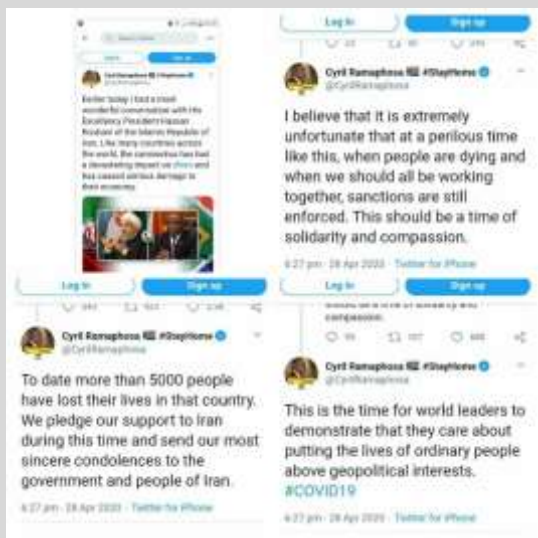 Cyril Ramaphosa #StayHome
Earlier today I had a most
wonderful conversation with His
Excellency President Hassan
Rouhani of the Islamic Republic of
Iran. Like many countries across
the world, the coronavirus has had
a devastating impact on them and
has caused serious damage to
their economy.
Log in Sign up
Cyril Ramaphosa #StayHome
@CyrilRamaphosa
I believe that it is extremely
unfortunate that at a perilous time
like this, when people are dying and
when we should all be working
together, sanctions are still
enforced. This should be a time of
solidarity and compassion.
6:27 pm · 28 Apr 2020 · Twitter for iPhone
Log in Sign up
Cyril Ramaphosa #StayHome
@CyrilRamaphosa
To date more than 5000 people
have lost their lives in that country.
We pledge our support to Iran
during this time and send our most
sincere condolences to the
government and people of Iran.
6:27 pm · 28 Apr 2020 · Twitter for iPhone
Log in Sign up
compassion.
Cyril Ramaphosa #StayHome
@CyrilRamaphosa
This is the time for world leaders to
demonstrate that they care about
putting the lives of ordinary people
above geopolitical interests.
#COVID19
6:27 pm · 28 Apr 2020 · Twitter for iPhone